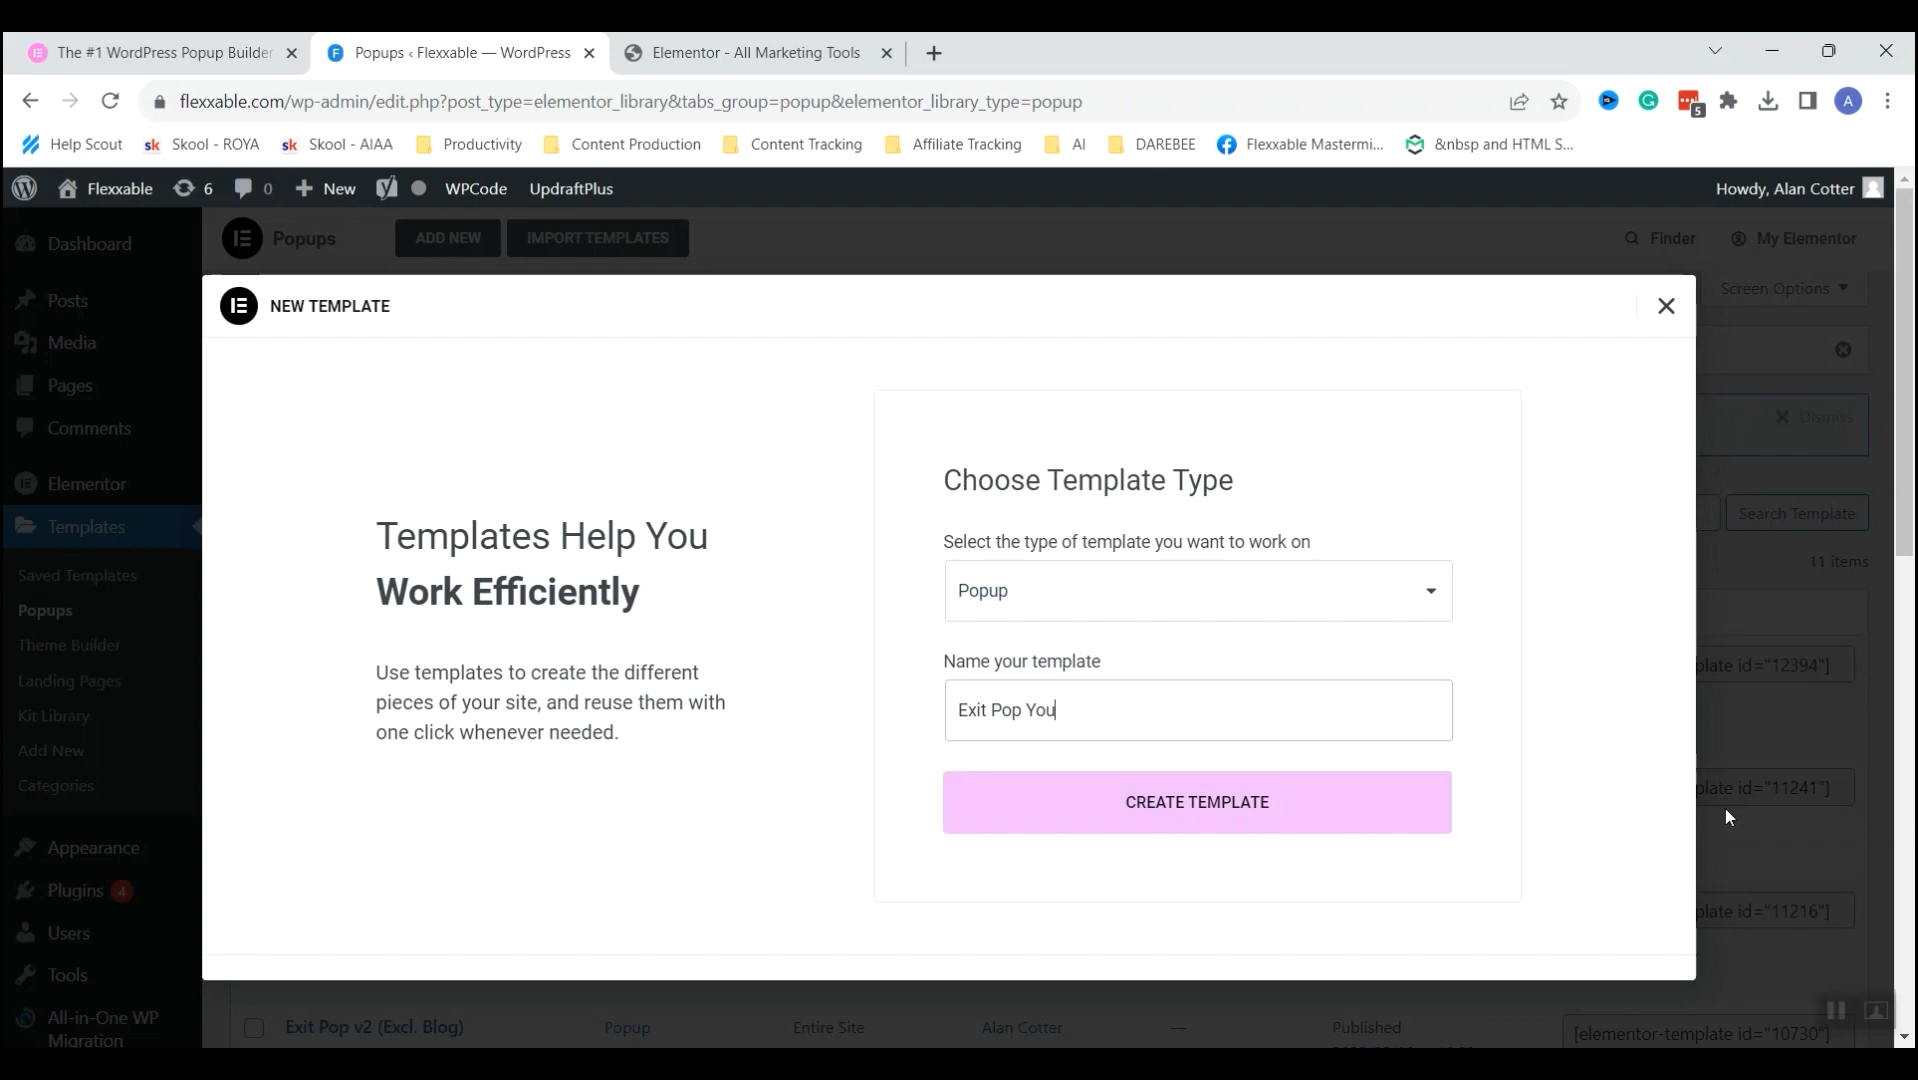 The #1 WordPress Popup Builder
Popups ‹ Flexxable — WordPress
Elementor - All Marketing Tools
flexxable.com/wp-admin/edit.php?post_type=elementor_library&tabs_group=popup&elementor_library_type=popup
5
A
Help Scout
sk Skool - ROYA
sk Skool - AIAA
Productivity
Content Production
Content Tracking
Affiliate Tracking
AI
DAREBEE
Flexxable Mastermi...
&nbsp and HTML S...
Flexxable
6
0
New
WPCode
UpdraftPlus
Howdy, Alan Cotter
Dashboard
Posts
Media
Pages
Comments
Elementor
Templates
Saved Templates
Popups
Theme Builder
Landing Pages
Kit Library
Add New
Categories
Appearance
Plugins 4
Users
Tools
All-in-One WP
Migration
Popups
ADD NEW
IMPORT TEMPLATES
Finder
My Elementor
Screen Options
Dismiss
Search Template
11 items
NEW TEMPLATE
Templates Help You
Work Efficiently
Use templates to create the different
pieces of your site, and reuse them with
one click whenever needed.
Choose Template Type
Select the type of template you want to work on
Popup
Name your template
Exit Pop You
CREATE TEMPLATE
plate id="12394"]
plate id="11241"]
plate id="11216"]
Exit Pop v2 (Excl. Blog)
Popup
Entire Site
Alan Cotter
—
Published
[elementor-template id="10730"]